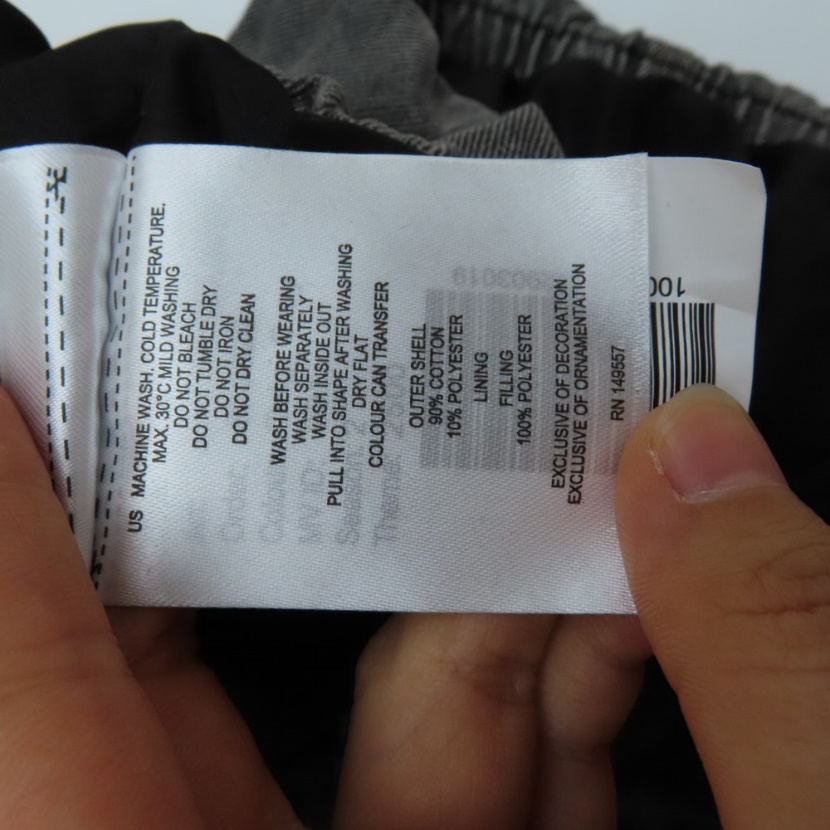 US MACHINE WASH, COLD TEMPERATURE.
MAX. 30°C MILD WASHING
DO NOT BLEACH
DO NOT TUMBLE DRY
DO NOT IRON
DO NOT DRY CLEAN
WASH BEFORE WEARING
WASH SEPARATELY
WASH INSIDE OUT
PULL INTO SHAPE AFTER WASHING
DRY FLAT
COLOUR CAN TRANSFER
OUTER SHELL
90% COTTON
10% POLYESTER
LINING
FILLING
100% POLYESTER
EXCLUSIVE OF DECORATION
EXCLUSIVE OF ORNAMENTATION
RN 149557
100